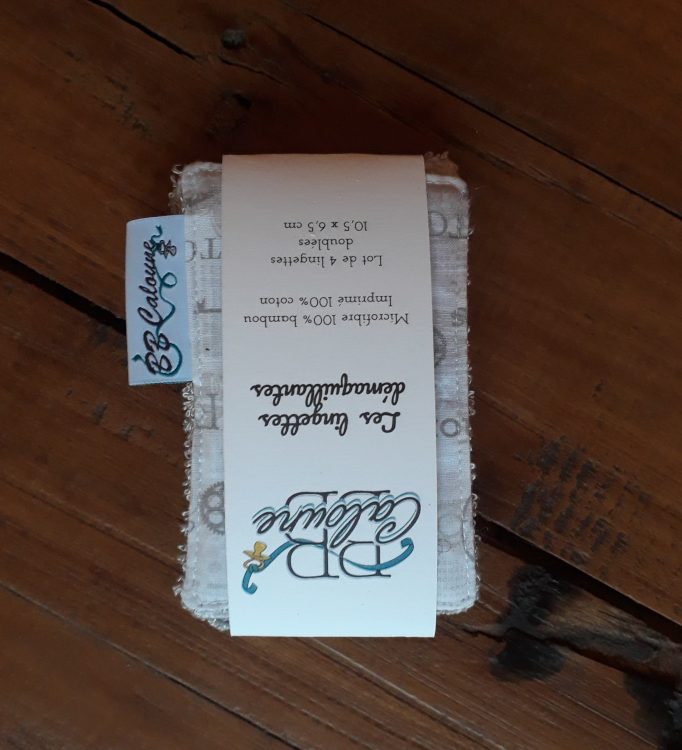 BB
Caloune
Les lingettes
démaquillantes
Microfibre 100% bambou
Imprimé 100% coton
Lot de 4 lingettes
doublées
10,5 x 6,5 cm
BB Caloune